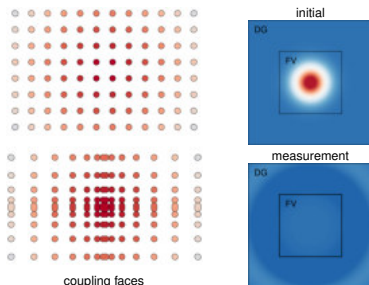 initial
DG
FV
measurement
DG
FV
coupling faces